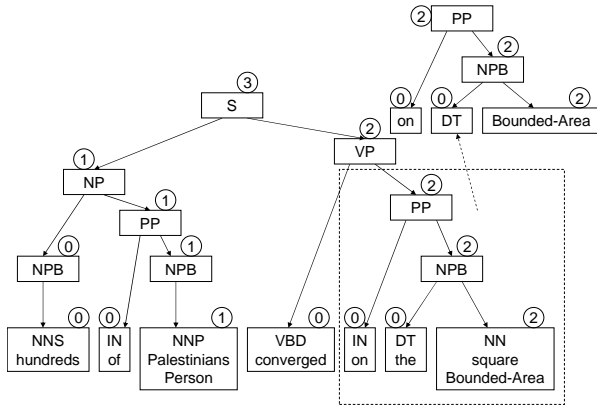 2 PP
2
NPB
0 0 2
on DT Bounded-Area
3
S
2
VP
1
NP
1
PP
2
PP
0
NPB
1
NPB
2
NPB
0 0 1 0 0 0 2
NNS IN NNP VBD IN DT NN
hundreds of Palestinians converged on the square
Person Bounded-Area